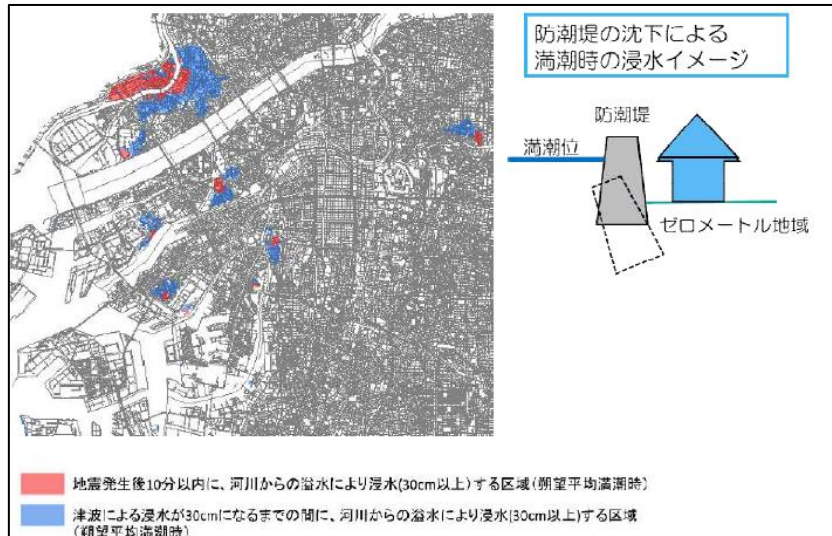 防潮堤の沈下による
満潮時の浸水イメージ
防潮堤
満潮位
ゼロメートル地域
地震発生後10分以内に、河川からの溢水により浸水(30cm以上)する区域(朔望平均満潮時)
津波による浸水が30cmになるまでの間に、河川からの溢水により浸水(30cm以上)する区域
(朔望平均満潮時)